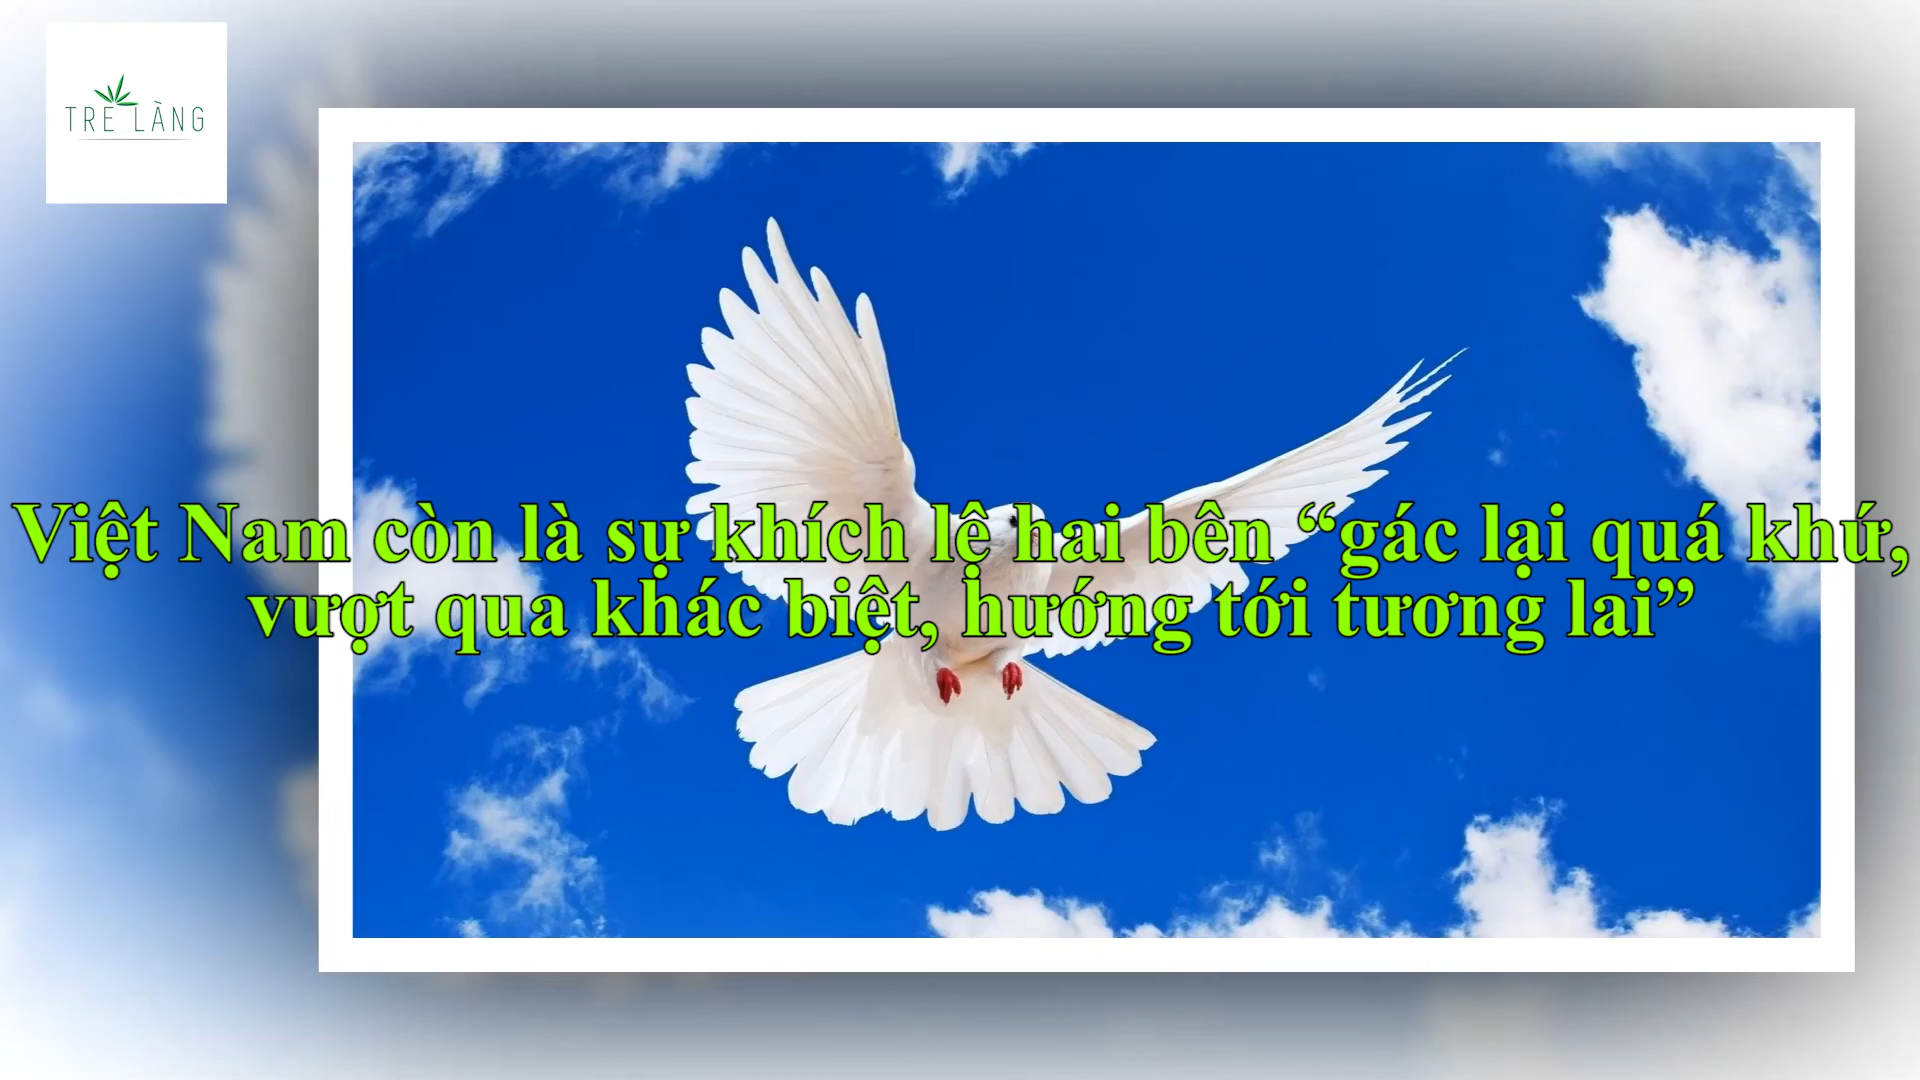 TRE LÀNG
Việt Nam còn là sự khích lệ hai bên “gác lại quá khứ,
vượt qua khác biệt, hướng tới tương lai”